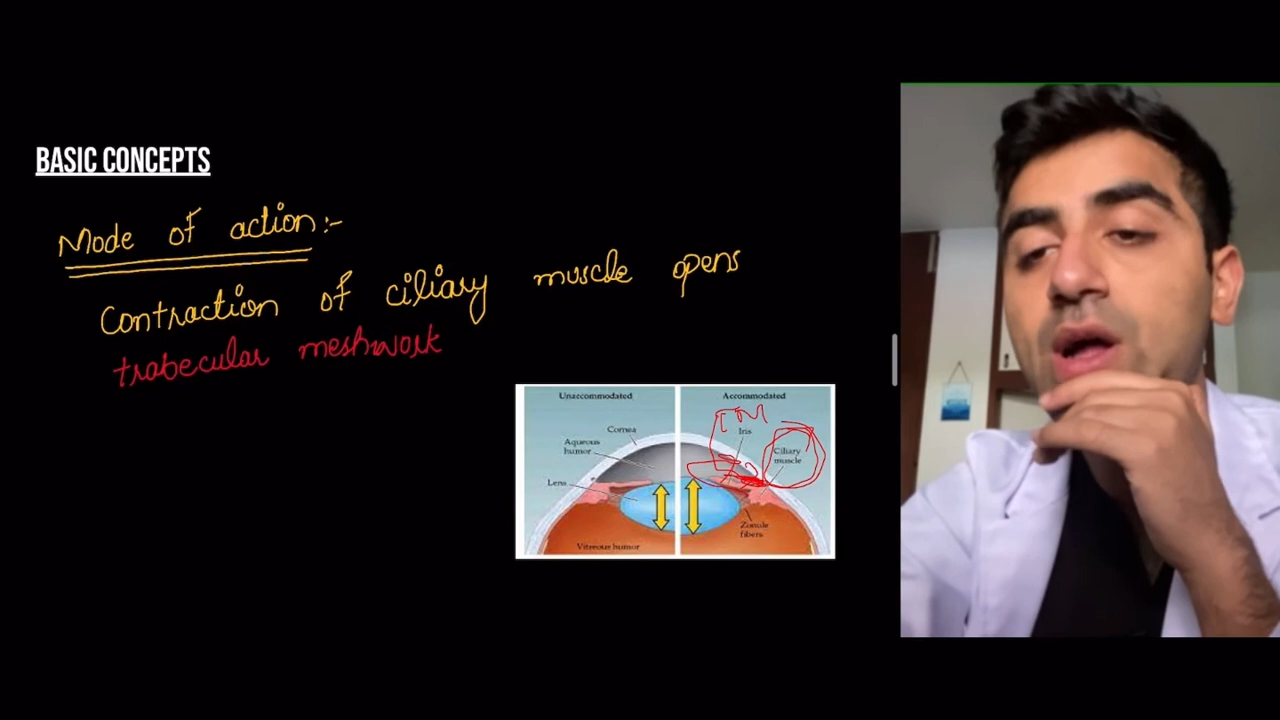 BASIC CONCEPTS
Mode of action:-
Contraction of ciliary muscle opens
trabecular meshwork
Unaccommodated
Accommodated
Cornea
Aqueous
humor
Lens
Vitreous humor
Iris
Ciliary
muscle
Zonule
fibers